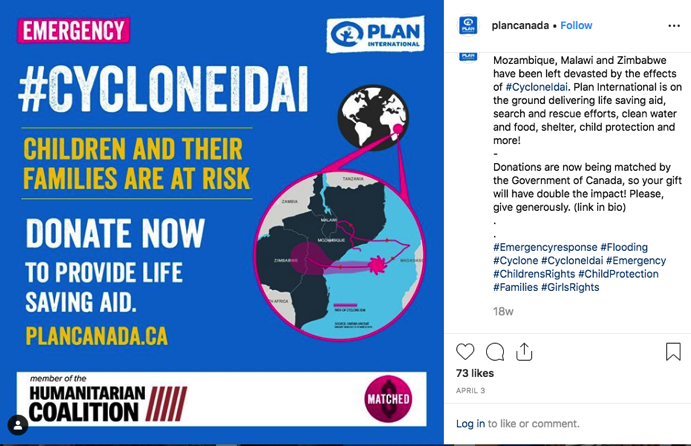 EMERGENCY
PLAN
INTERNATIONAL
#CYCLONEIDAI
CHILDREN AND THEIR
FAMILIES ARE AT RISK
DONATE NOW
TO PROVIDE LIFE
SAVING AID.
PLANCANADA.CA
TANZANIA
ZAMBIA
MALAWI
MOZAMBIQUE
ZIMBABWE
member of the
HUMANITARIAN
COALITION
MATCHED
plancanada • Follow
Mozambique, Malawi and Zimbabwe
have been left devasted by the effects
of #CycloneIdai. Plan International is on
the ground delivering life saving aid,
search and rescue efforts, clean water
and food, shelter, child protection and
more!
-
Donations are now being matched by
the Government of Canada, so your gift
will have double the impact! Please,
give generously. (link in bio)
.
.
#Emergencyresponse #Flooding
#Cyclone #CycloneIdai #Emergency
#ChildrensRights #ChildProtection
#Families #GirlsRights
18w
73 likes
APRIL 3
Log in to like or comment.